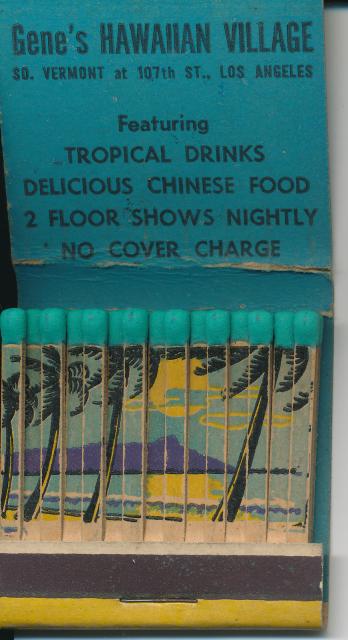 Gene's HAWAIIAN VILLAGE
SO. VERMONT at 107th ST., LOS ANGELES
Featuring
TROPICAL DRINKS
DELICIOUS CHINESE FOOD
2 FLOOR SHOWS NIGHTLY
NO COVER CHARGE